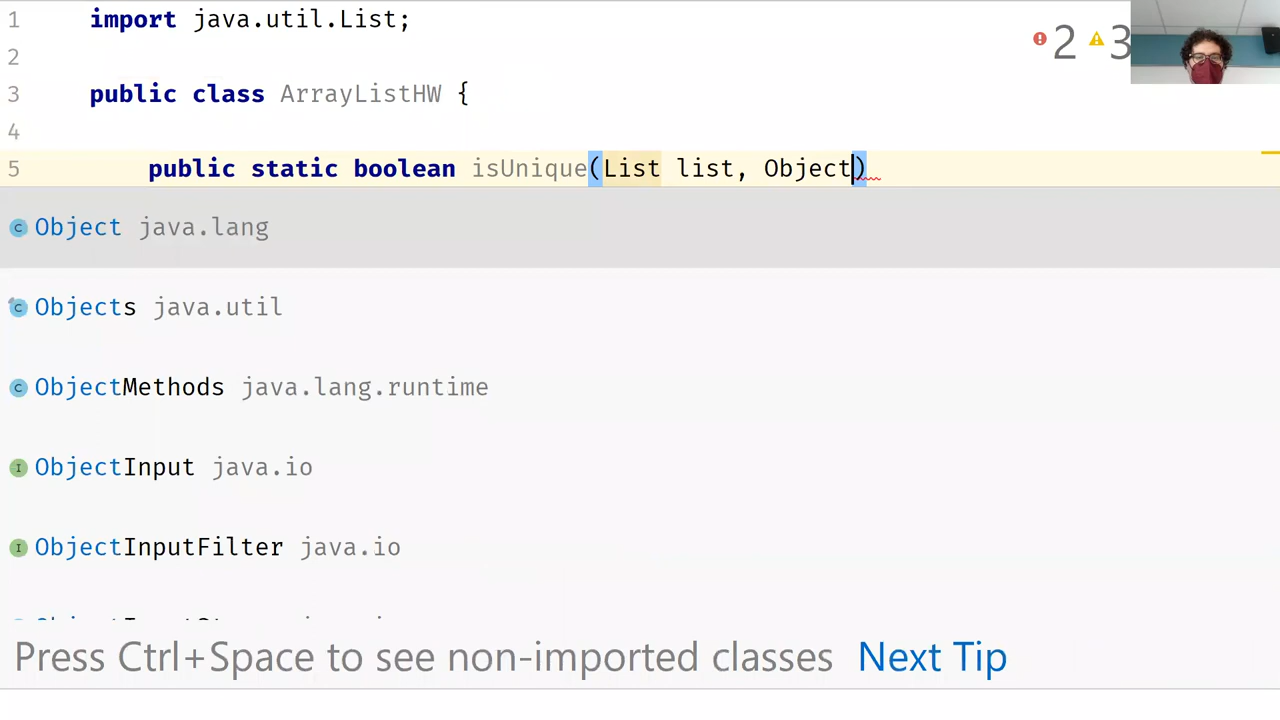 1 import java.util.List;
2
3 public class ArrayListHW {
4
5 public static boolean isUnique(List list, Object)
2 3
Object java.lang
Objects java.util
ObjectMethods java.lang.runtime
ObjectInput java.io
ObjectInputFilter java.io
Press Ctrl+Space to see non-imported classes Next Tip